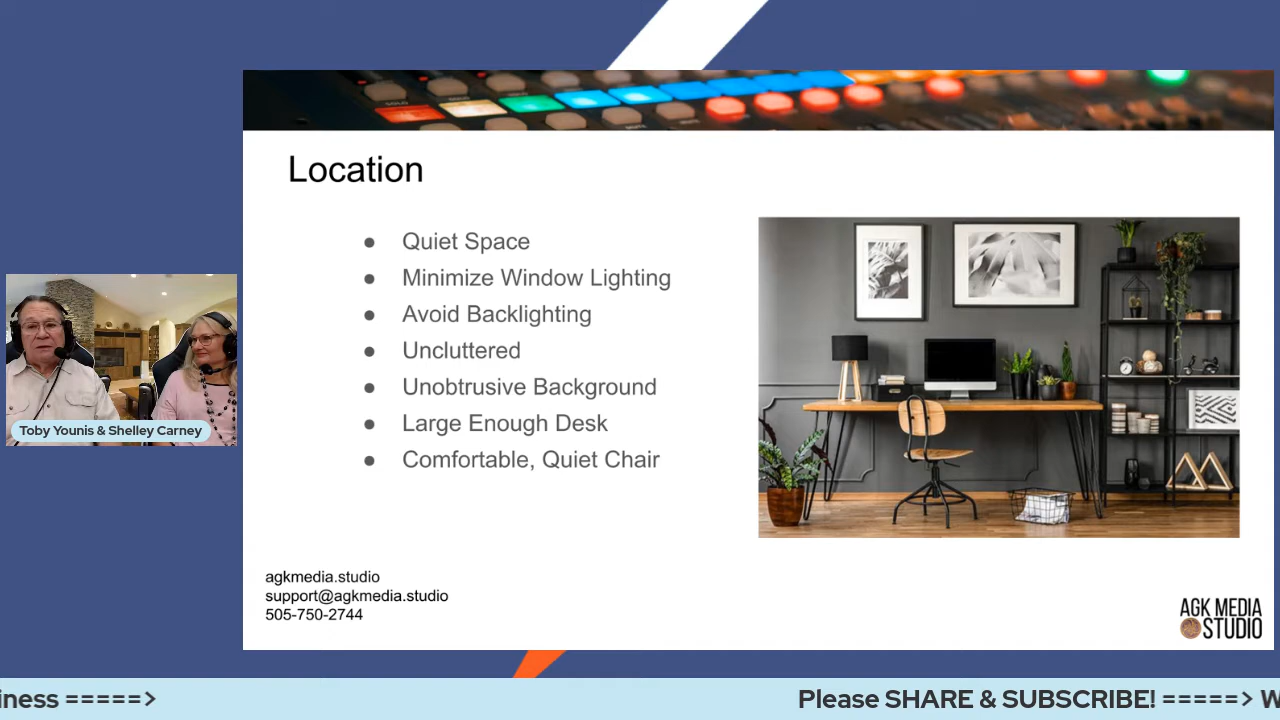 Location
Quiet Space
Minimize Window Lighting
Avoid Backlighting
Uncluttered
Unobtrusive Background
Large Enough Desk
Comfortable, Quiet Chair
Toby Younis & Shelley Carney
agkmedia.studio
support@agkmedia.studio
505-750-2744
AGK MEDIA
STUDIO
iness =====> Please SHARE & SUBSCRIBE! =====> W